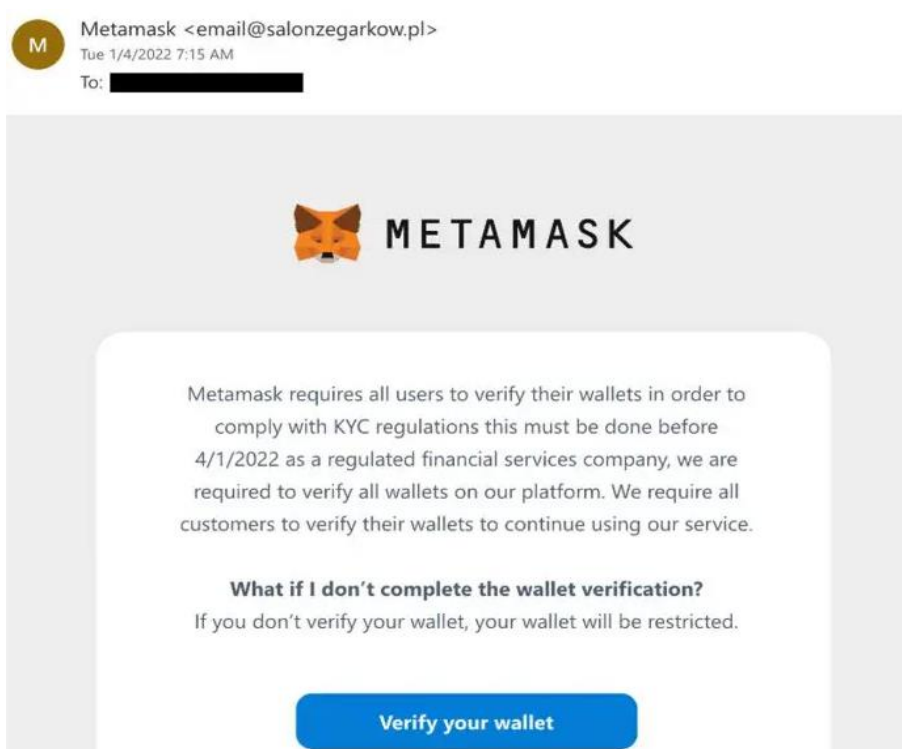 M
Metamask <email@salonzegarkow.pl>
Tue 1/4/2022 7:15 AM
To:
METAMASK
Metamask requires all users to verify their wallets in order to
comply with KYC regulations this must be done before
4/1/2022 as a regulated financial services company, we are
required to verify all wallets on our platform. We require all
customers to verify their wallets to continue using our service.
What if I don’t complete the wallet verification?
If you don’t verify your wallet, your wallet will be restricted.
Verify your wallet